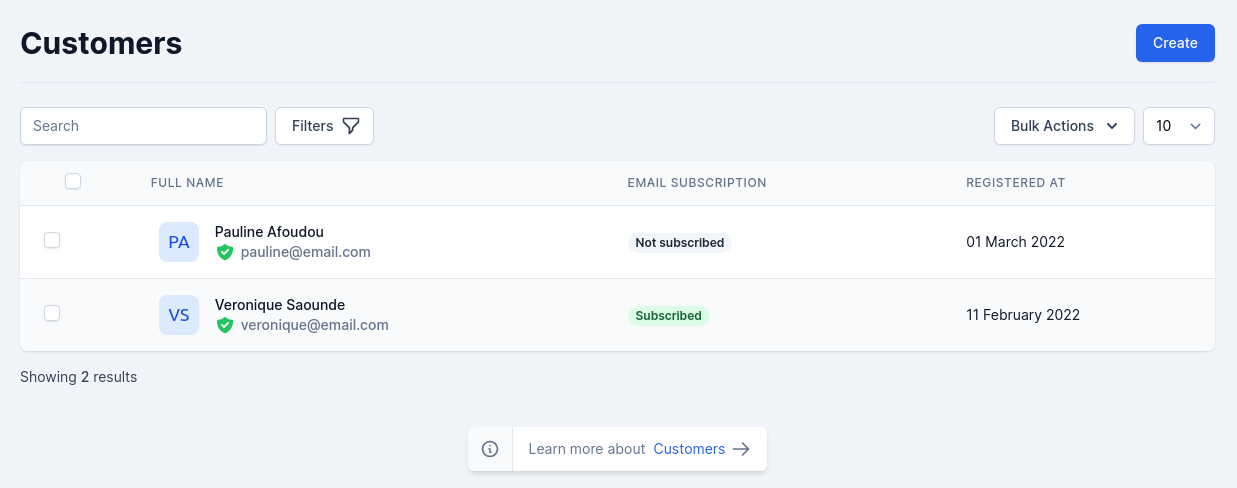 Customers
Create
Search
Filters
Bulk Actions
10
FULL NAME
EMAIL SUBSCRIPTION
REGISTERED AT
PA
Pauline Afoudou
pauline@email.com
Not subscribed
01 March 2022
VS
Veronique Saounde
veronique@email.com
Subscribed
11 February 2022
Showing 2 results
Learn more about Customers